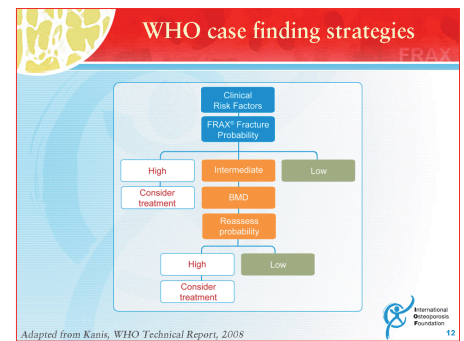 WHO case finding strategies
FRAX
Clinical
Risk Factors
FRAX® Fracture
Probability
High
Intermediate
Low
Consider
treatment
BMD
Reassess
probability
High
Low
Consider
treatment
International
Osteoporosis
Foundation
Adapted from Kanis, WHO Technical Report, 2008
12